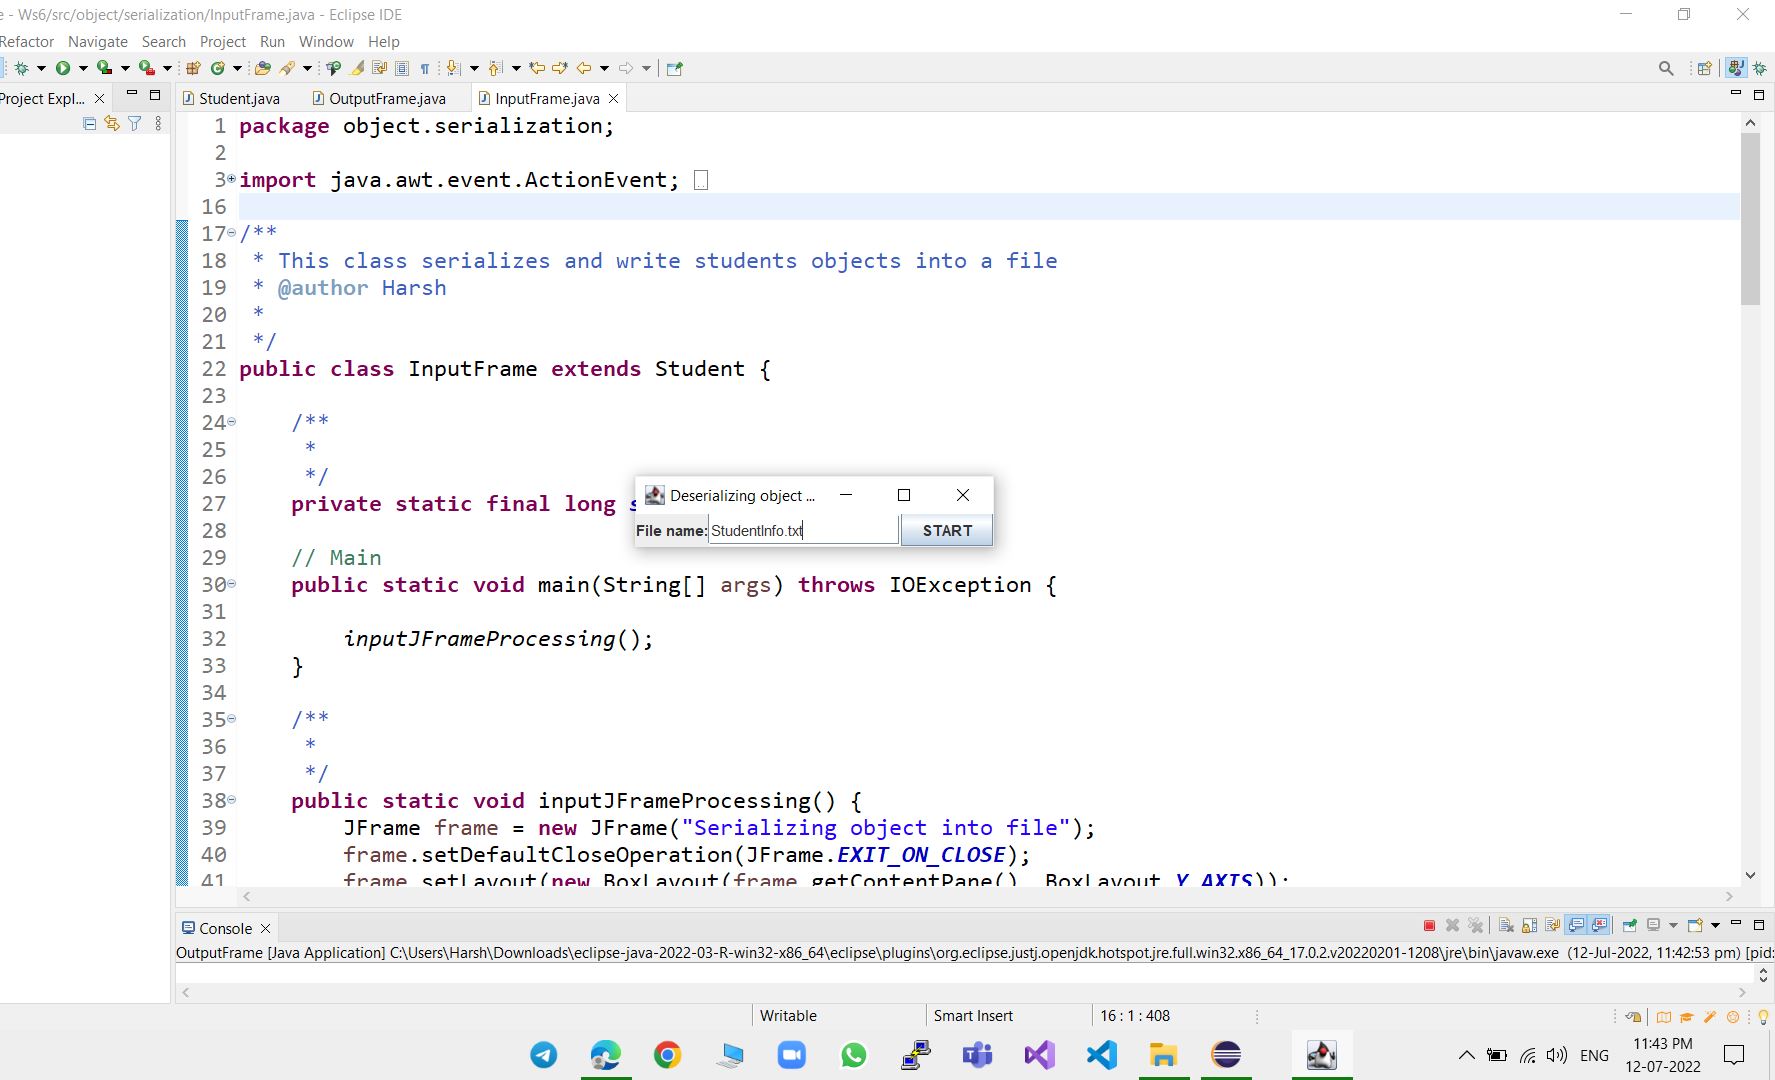 e - Ws6/src/object/serialization/InputFrame.java - Eclipse IDE
Refactor Navigate Search Project Run Window Help
Project Expl...
Student.java OutputFrame.java InputFrame.java
1 package object.serialization;
2
3 import java.awt.event.ActionEvent;
16
17 /**
18 * This class serializes and write students objects into a file
19 * @author Harsh
20 *
21 */
22 public class InputFrame extends Student {
23
24 /**
25 *
26 */
27 private static final long s
28
29 // Main
30 public static void main(String[] args) throws IOException {
31
32 inputJFrameProcessing();
33 }
34
35 /**
36 *
37 */
38 public static void inputJFrameProcessing() {
39 JFrame frame = new JFrame("Serializing object into file");
40 frame.setDefaultCloseOperation(JFrame.EXIT_ON_CLOSE);
41 frame.setLayout(new BoxLayout(frame.getContentPane(), BoxLayout.Y_AXIS));
Deserializing object ...
File name: StudentInfo.txt START
Console
OutputFrame [Java Application] C:\Users\Harsh\Downloads\eclipse-java-2022-03-R-win32-x86_64\eclipse\plugins\org.eclipse.justj.openjdk.hotspot.jre.full.win32.x86_64_17.0.2.v20220201-1208\jre\bin\javaw.exe (12-Jul-2022, 11:42:53 pm) [pid:
Writable Smart Insert 16 : 1 : 408
ENG
11:43 PM
12-07-2022